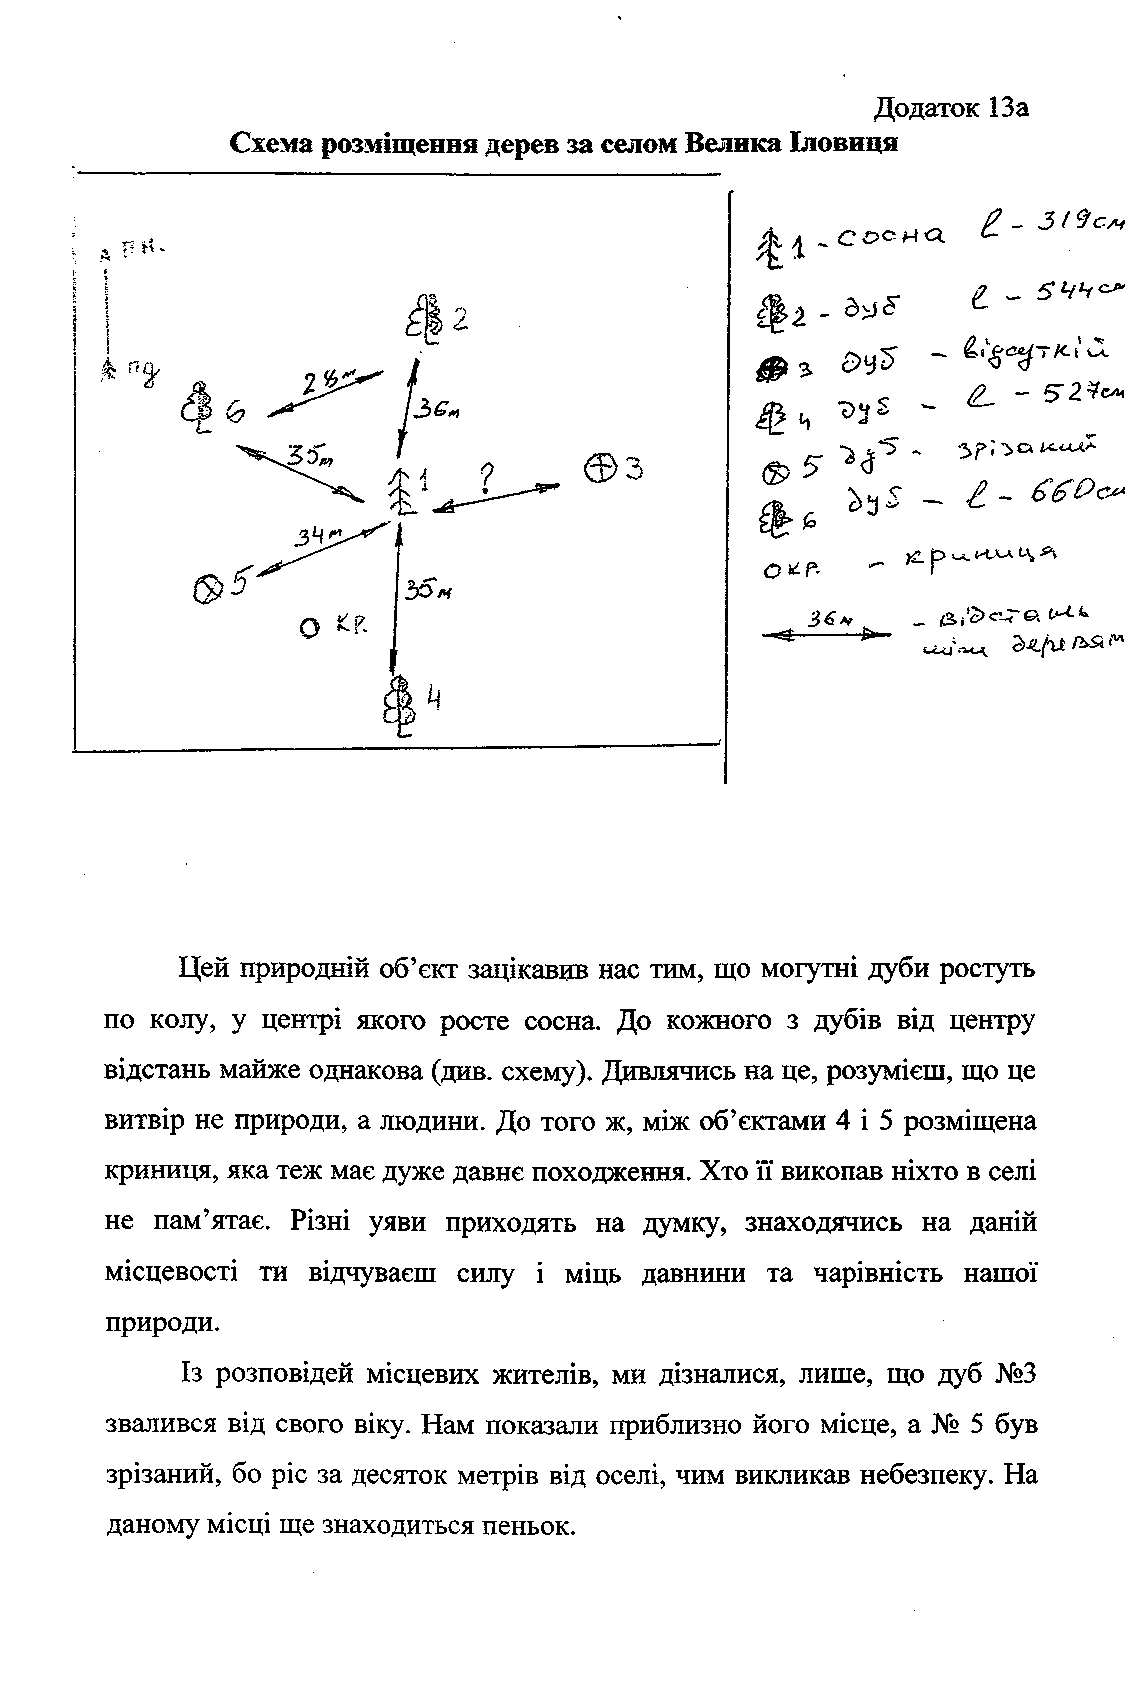 Додаток 13а
Схема розміщення дерев за селом Велика Іловиця
пн.
пд
2
28м
36м
6
35м
1
?
3
34м
5
35м
кр.
4
1 - сосна l - 319см
2 - дуб l - 544см
3 дуб - відсуткій
4 дуб - l - 527см
5 дуб - зрізаний
6 дуб - l - 660см
кр. - криниця
36м - відстань
між деревам
Цей природній об’єкт зацікавив нас тим, що могутні дуби ростуть
по колу, у центрі якого росте сосна. До кожного з дубів від центру
відстань майже однакова (див. схему). Дивлячись на це, розумієш, що це
витвір не природи, а людини. До того ж, між об’єктами 4 і 5 розміщена
криниця, яка теж має дуже давнє походження. Хто її викопав ніхто в селі
не пам’ятає. Різні уяви приходять на думку, знаходячись на даній
місцевості ти відчуваєш силу і міць давнини та чарівність нашої
природи.
Із розповідей місцевих жителів, ми дізналися, лише, що дуб №3
звалився від свого віку. Нам показали приблизно його місце, а № 5 був
зрізаний, бо ріс за десяток метрів від оселі, чим викликав небезпеку. На
даному місці ще знаходиться пеньок.